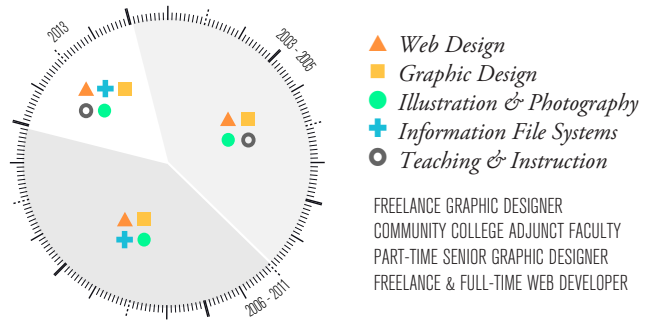 2013
2003 - 2005
2006 - 2011
Web Design
Graphic Design
Illustration & Photography
Information File Systems
Teaching & Instruction
FREELANCE GRAPHIC DESIGNER
COMMUNITY COLLEGE ADJUNCT FACULTY
PART-TIME SENIOR GRAPHIC DESIGNER
FREELANCE & FULL-TIME WEB DEVELOPER